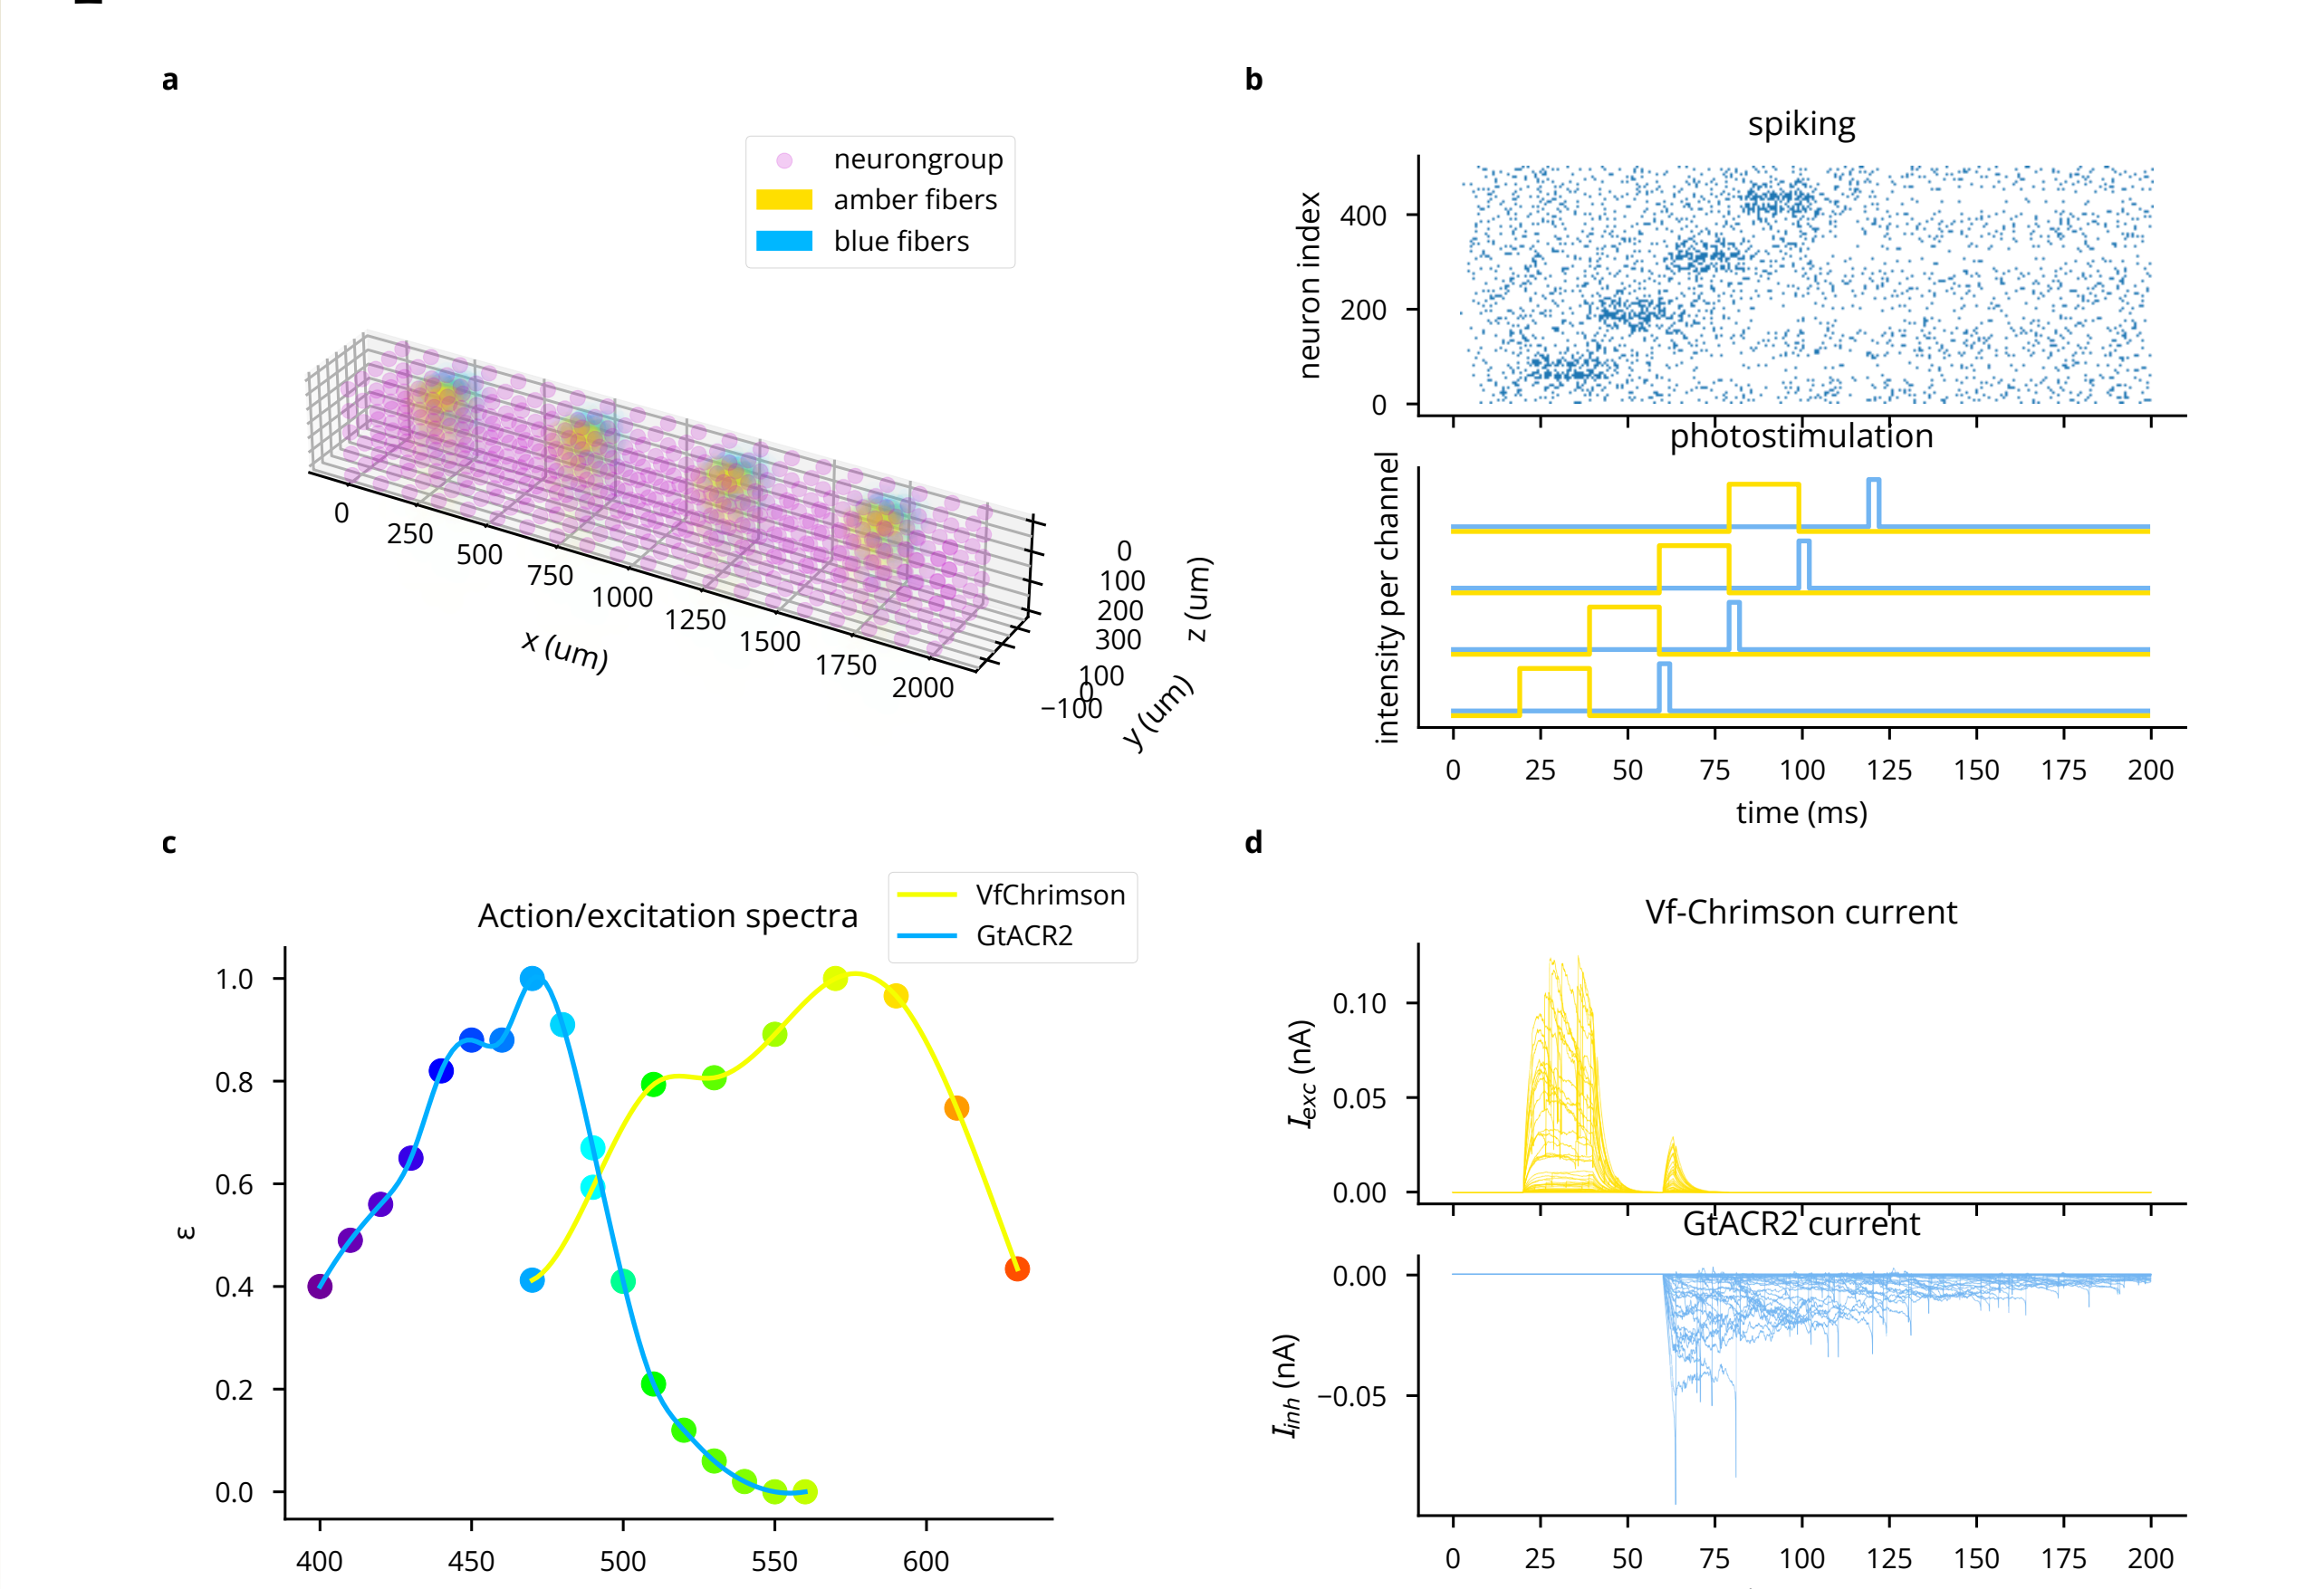 a
neurongroup
amber fibers
blue fibers
0
250
500
750
1000
1250
1500
1750
2000
x (um)
0
100
200
300
z (um)
100
0
−100
y (um)
b
spiking
neuron index
400
200
0
photostimulation
intensity per channel
0 25 50 75 100 125 150 175 200
time (ms)
c
Action/excitation spectra
VfChrimson
GtACR2
ε
1.0
0.8
0.6
0.4
0.2
0.0
400 450 500 550 600
d
Vf-Chrimson current
Iexc (nA)
0.10
0.05
0.00
GtACR2 current
Iinh (nA)
0.00
−0.05
0 25 50 75 100 125 150 175 200